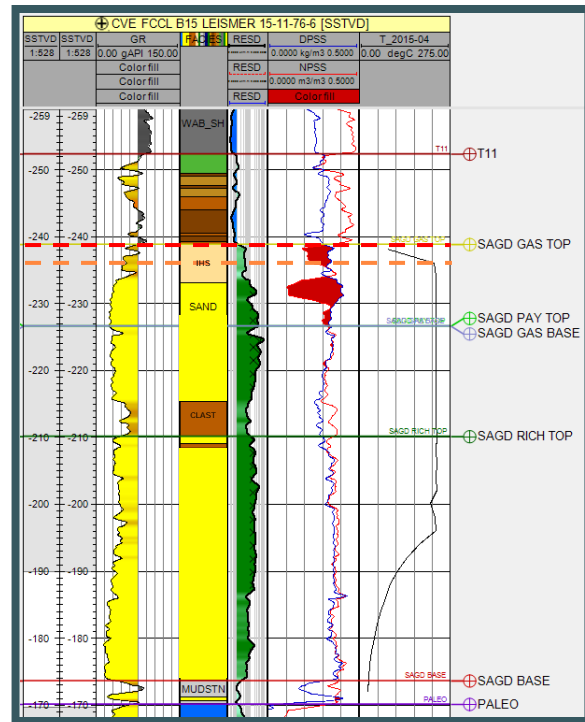 CVE FCCL B15 LEISMER 15-11-76-6 [SSTVD]
SSTVD SSTVD GR FACIES RESD DPSS T_2015-04
1:528 1:528 0.00 gAPI 150.00 0.0000 kg/m3 0.5000 0.00 degC 275.00
Color fill RESD NPSS
Color fill 0.0000 m3/m3 0.5000
Color fill RESD Color fill
-259 -259
WAB_SH
T11 T11
-250 -250
-240 -240
SAGD GAS TOP SAGD GAS TOP
IHS
-230 -230
SAND
SAGD PAY TOP
SAGD GAS BASE
-220 -220
CLAST
-210 -210
SAGD RICH TOP SAGD RICH TOP
-200 -200
-190 -190
-180 -180
SAGD BASE SAGD BASE
MUDSTN
-170 -170
PALEO PALEO